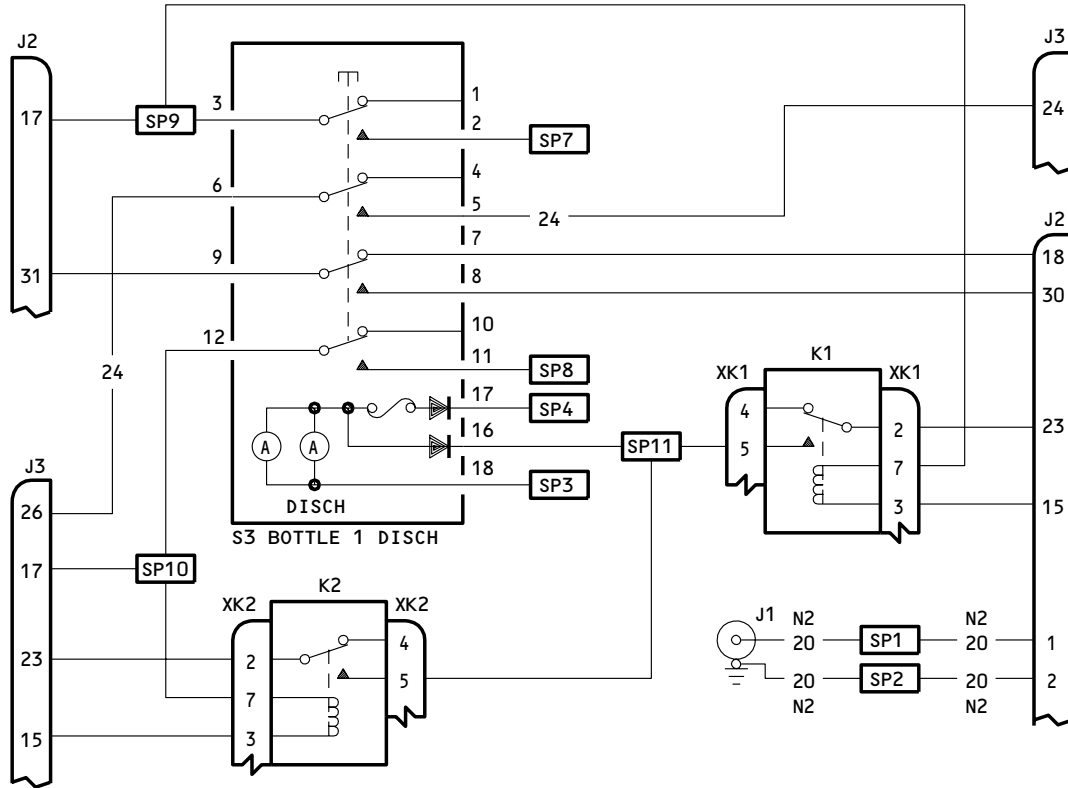 J2
J3
17
SP9
3
1
2
SP7
24
6
4
5
24
J2
7
18
31
9
8
30
12
10
11
SP8
24
K1
XK1
XK1
17
SP4
4
2
23
A
A
16
SP11
5
7
18
SP3
3
15
J3
26
DISCH
S3 BOTTLE 1 DISCH
17
SP10
K2
XK2
XK2
J1
N2
N2
4
20
SP1
20
1
23
2
5
20
SP2
20
2
7
N2
N2
15
3